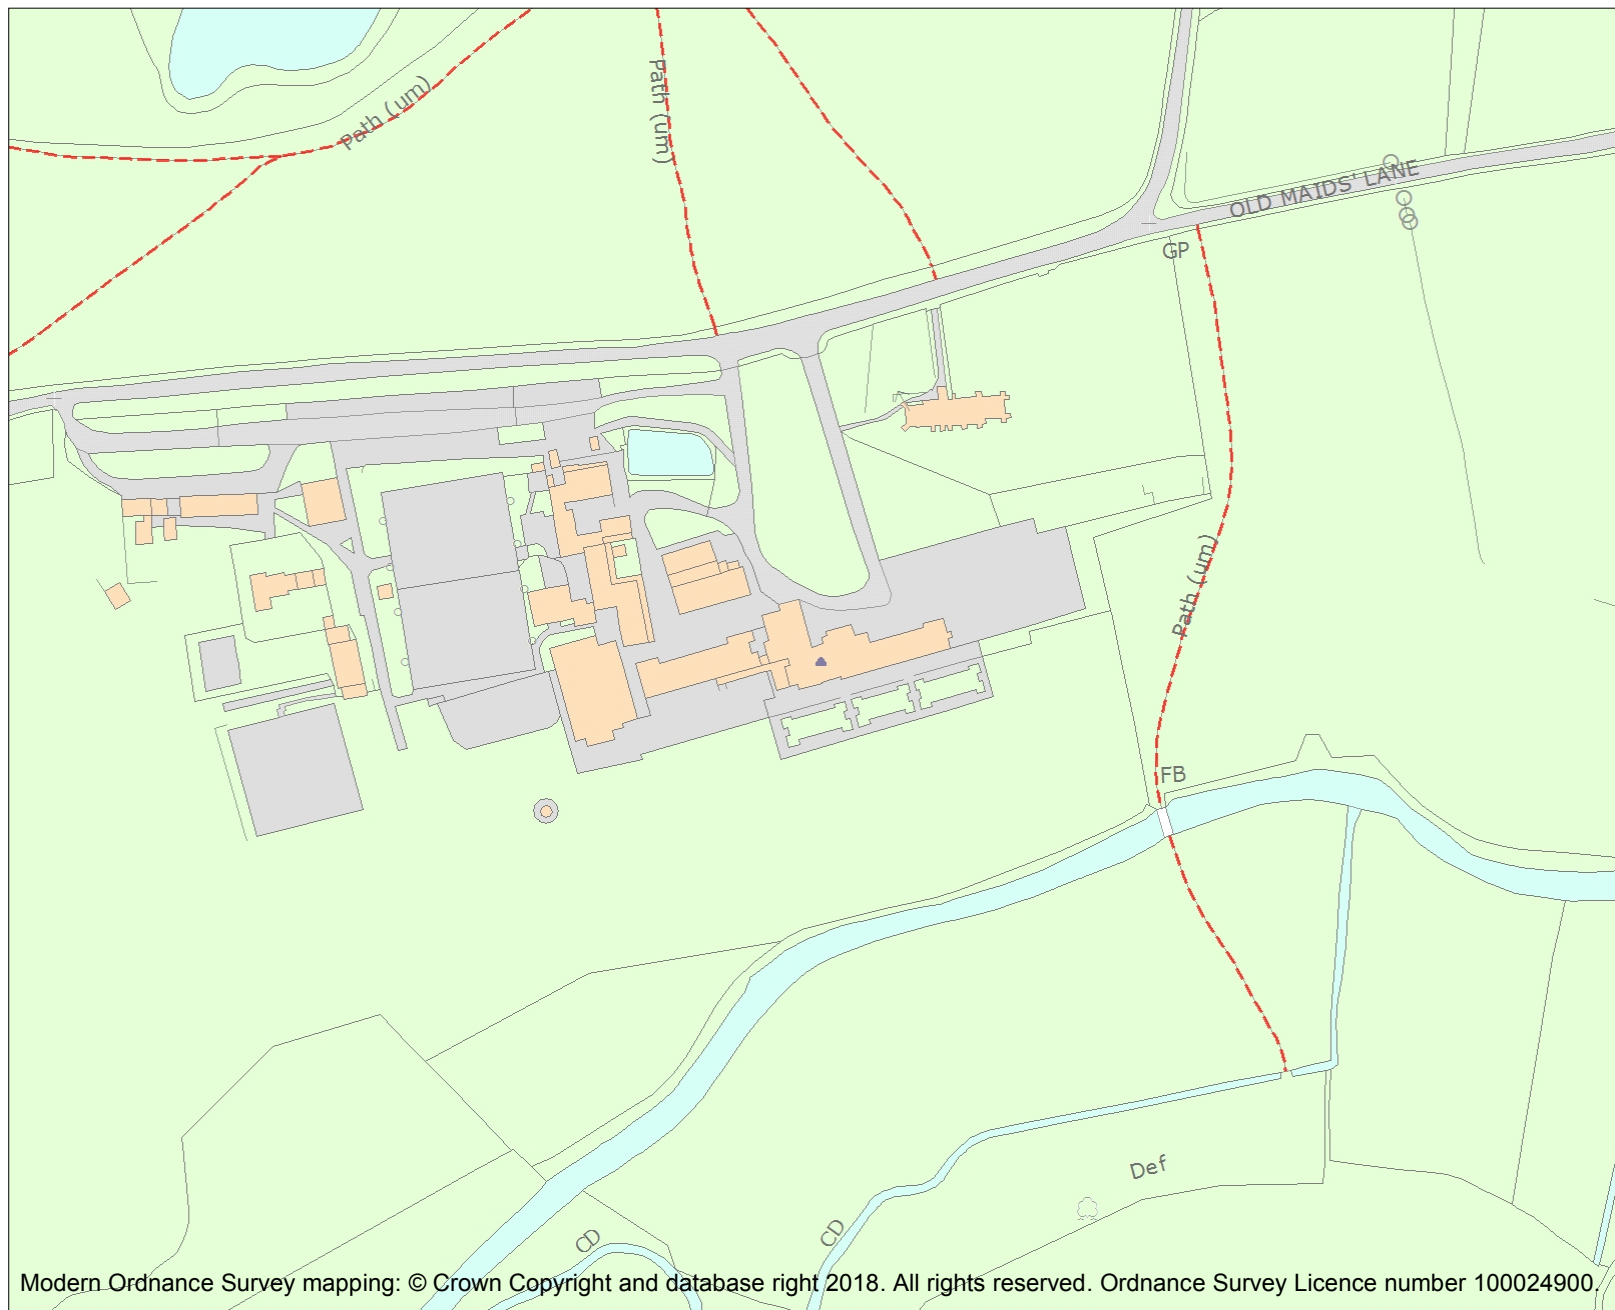 Path (um)
Path (um)
OLD MAIDS' LANE
GP
Path (um)
FB
Def
CD
CD
Modern Ordnance Survey mapping: © Crown Copyright and database right 2018. All rights reserved. Ordnance Survey Licence number 100024900.